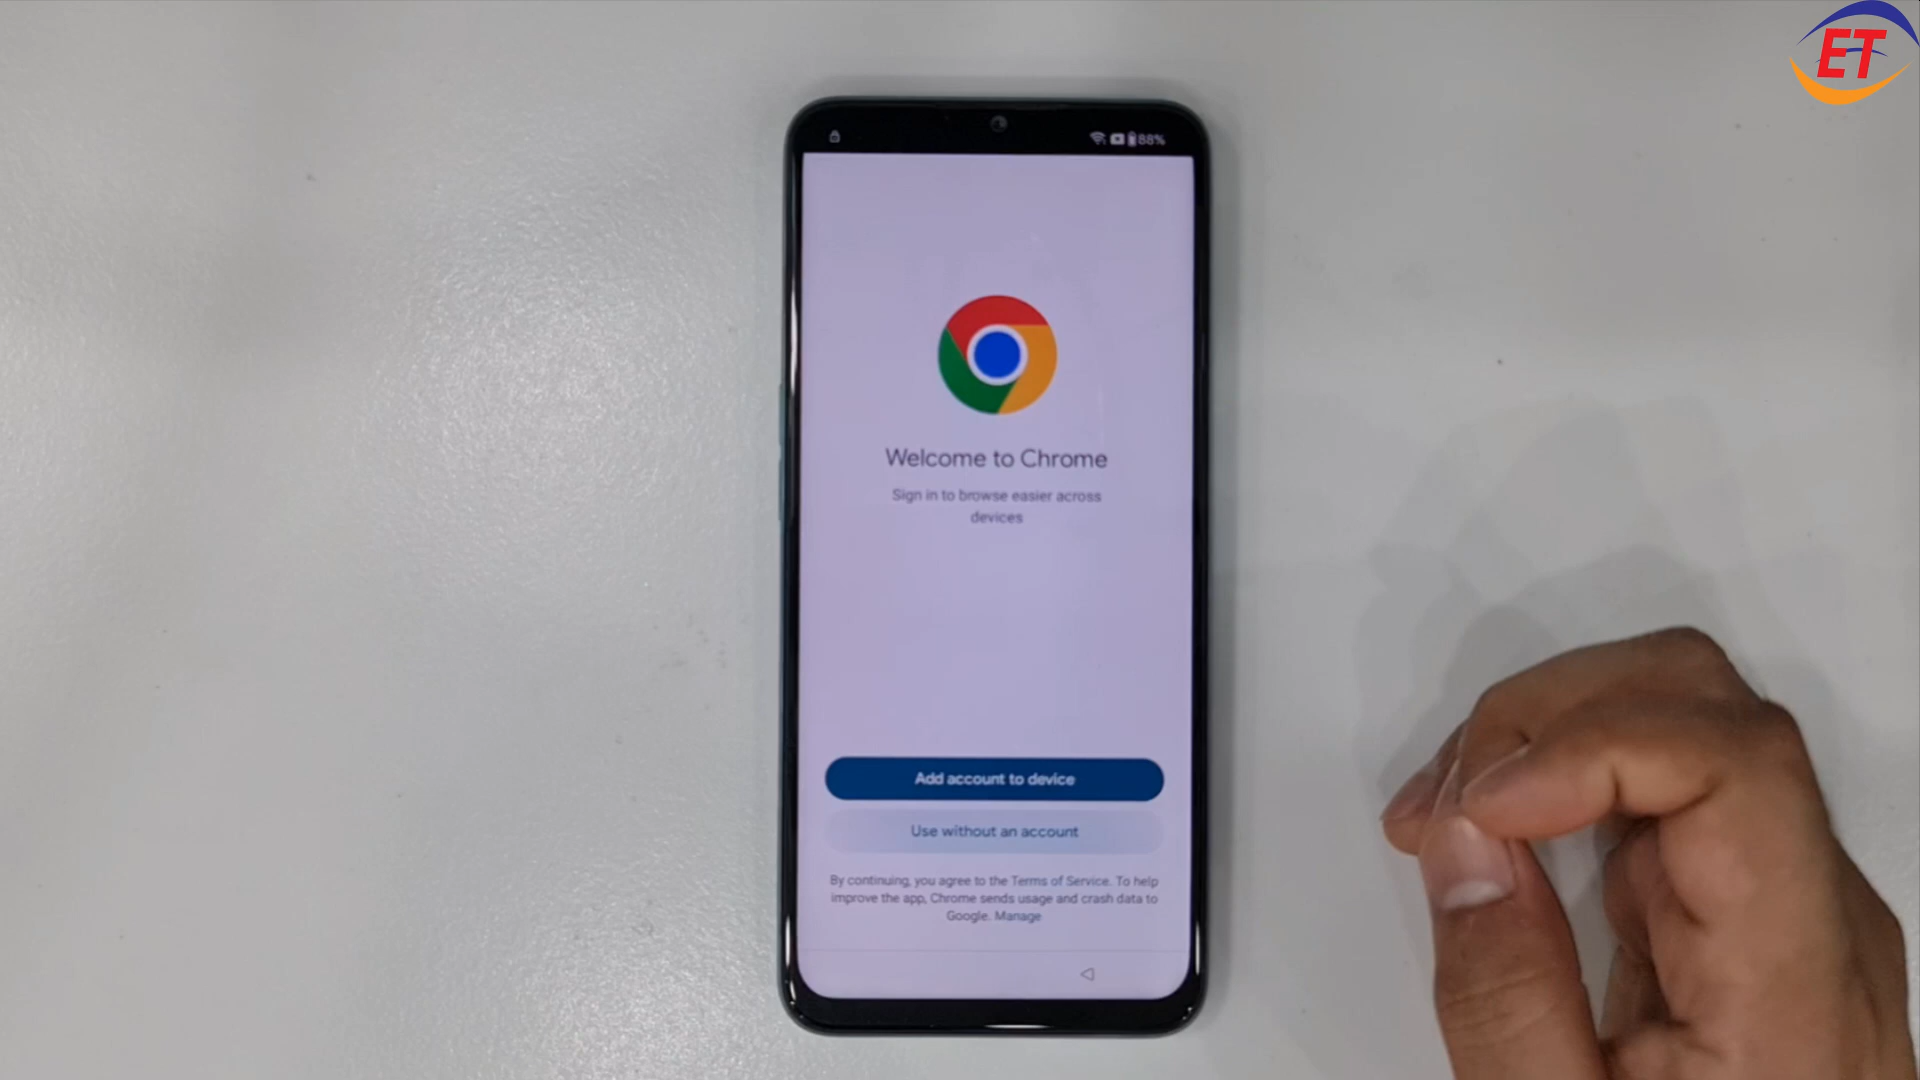 ET
88%
Welcome to Chrome
Sign in to browse easier across
devices
Add account to device
Use without an account
By continuing, you agree to the Terms of Service. To help
improve the app, Chrome sends usage and crash data to
Google. Manage